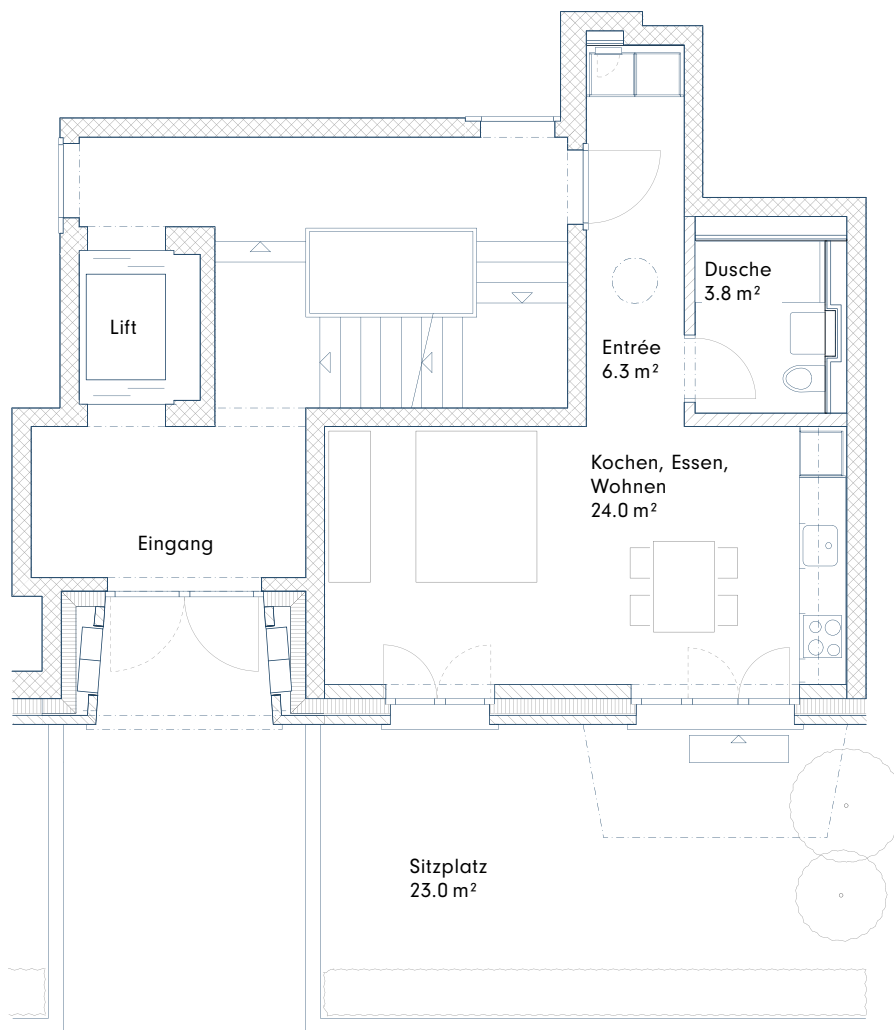 Dusche
3.8 m²
Lift
Entrée
6.3 m²
Kochen, Essen,
Wohnen
24.0 m²
Eingang
Sitzplatz
23.0 m²